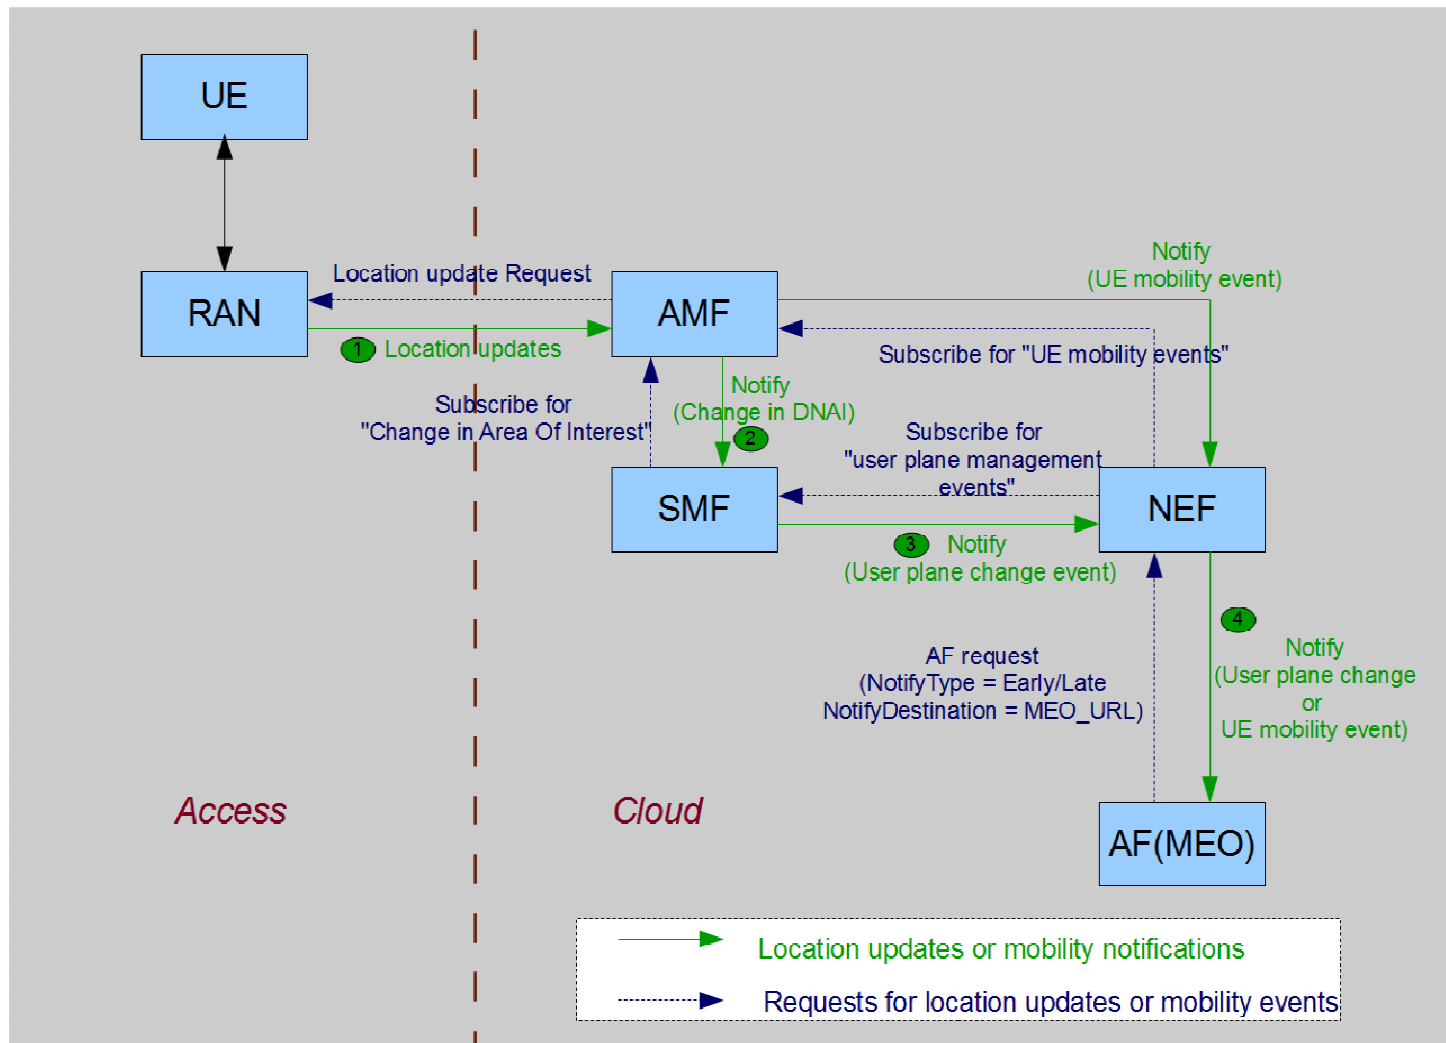 UE
Location update Request
RAN
AMF
1 Location updates
Notify
(UE mobility event)
Subscribe for "UE mobility events"
Subscribe for
"Change in Area Of Interest"
Notify
(Change in DNAI)
2
Subscribe for
"user plane management
events"
SMF
NEF
3 Notify
(User plane change event)
AF request
(NotifyType = Early/Late
NotifyDestination = MEO_URL)
4
Notify
(User plane change
or
UE mobility event)
Access
Cloud
AF(MEO)
Location updates or mobility notifications
Requests for location updates or mobility events